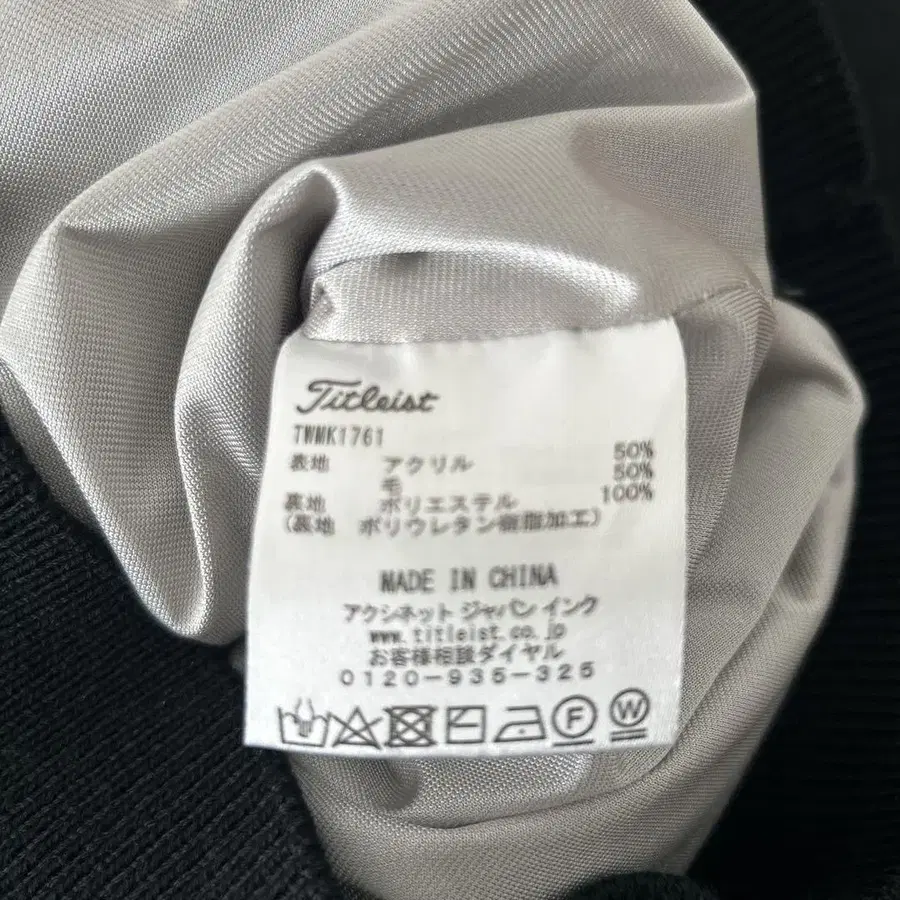 Titleist
TWMK1761
表地 アクリル 50%
毛 50%
裏地 ポリエステル 100%
(裏地 ポリウレタン樹脂加工)
MADE IN CHINA
アクシネット ジャパン インク
www.titleist.co.jp
お客様相談ダイヤル
0120-935-325
F W